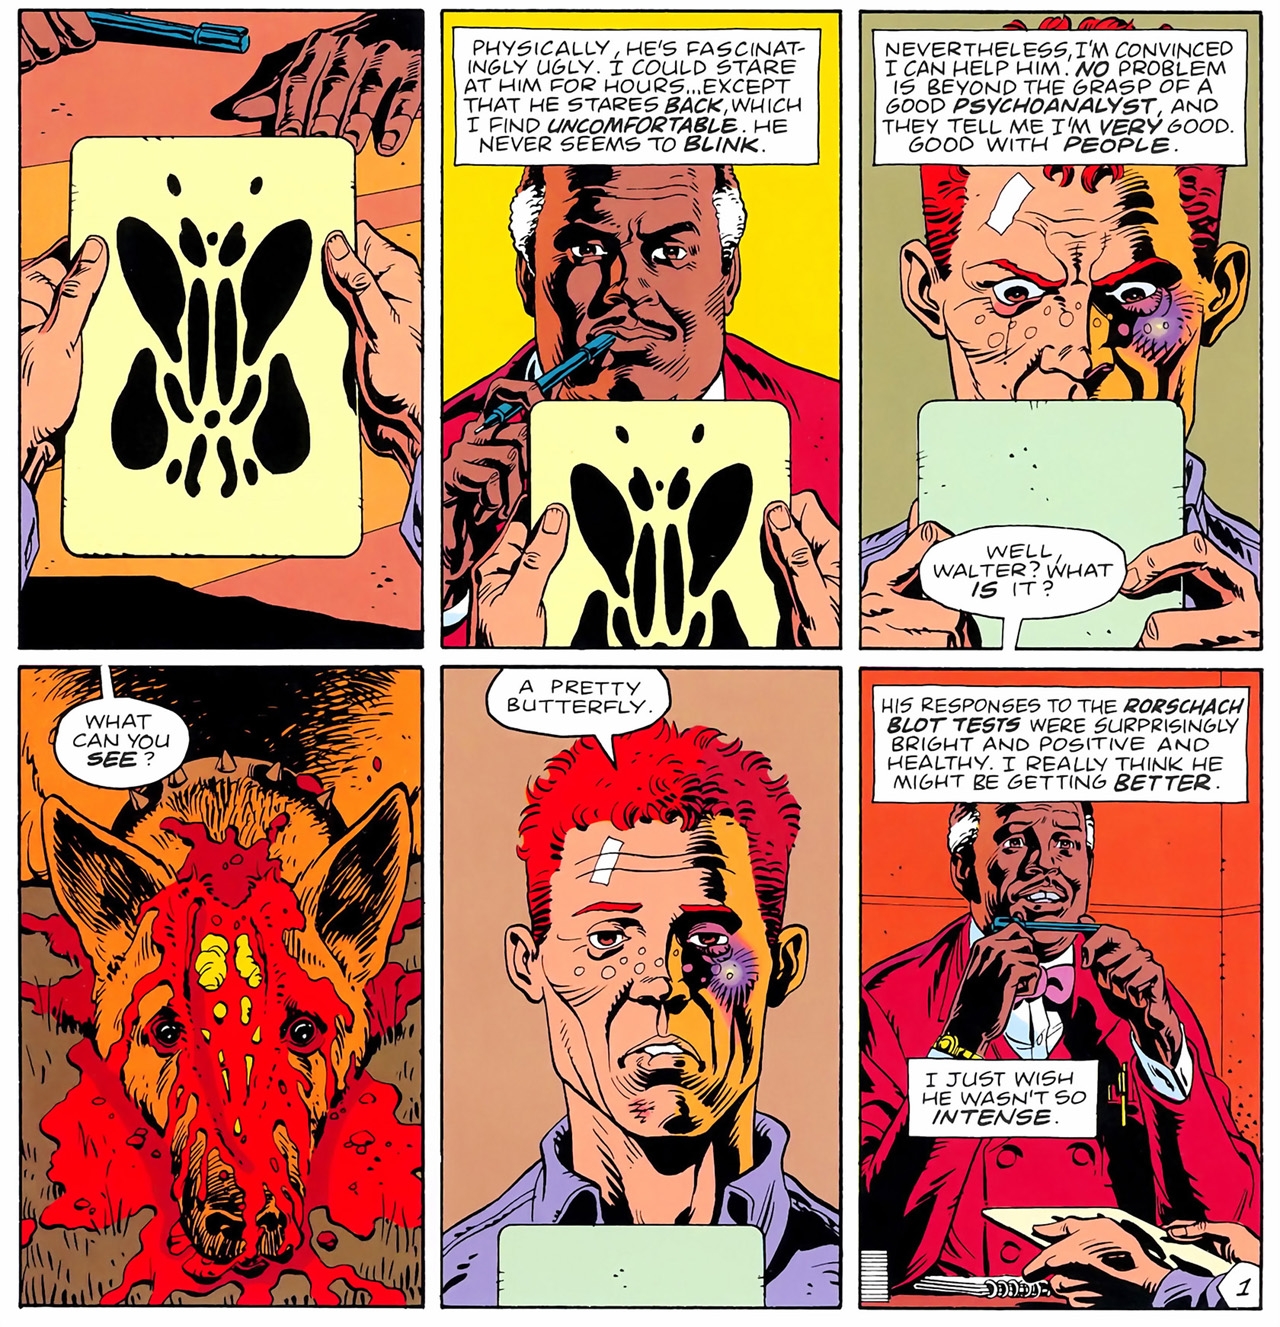 PHYSICALLY, HE'S FASCINAT-
INGLY UGLY. I COULD STARE
AT HIM FOR HOURS...EXCEPT
THAT HE STARES BACK, WHICH
I FIND UNCOMFORTABLE. HE
NEVER SEEMS TO BLINK.
NEVERTHELESS, I'M CONVINCED
I CAN HELP HIM. NO PROBLEM
IS BEYOND THE GRASP OF A
GOOD PSYCHOANALYST, AND
THEY TELL ME I'M VERY GOOD.
GOOD WITH PEOPLE.
WELL,
WALTER? WHAT
IS IT?
WHAT
CAN YOU
SEE?
A PRETTY
BUTTERFLY.
HIS RESPONSES TO THE RORSCHACH
BLOT TESTS WERE SURPRISINGLY
BRIGHT AND POSITIVE AND
HEALTHY. I REALLY THINK HE
MIGHT BE GETTING BETTER.
I JUST WISH
HE WASN'T SO
INTENSE.
1